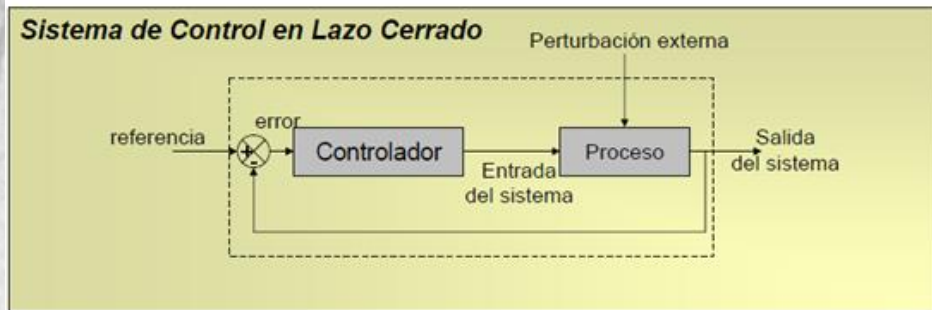 Sistema de Control en Lazo Cerrado
Perturbación externa
referencia
error
+
-
Controlador
Entrada
del sistema
Proceso
Salida
del sistema